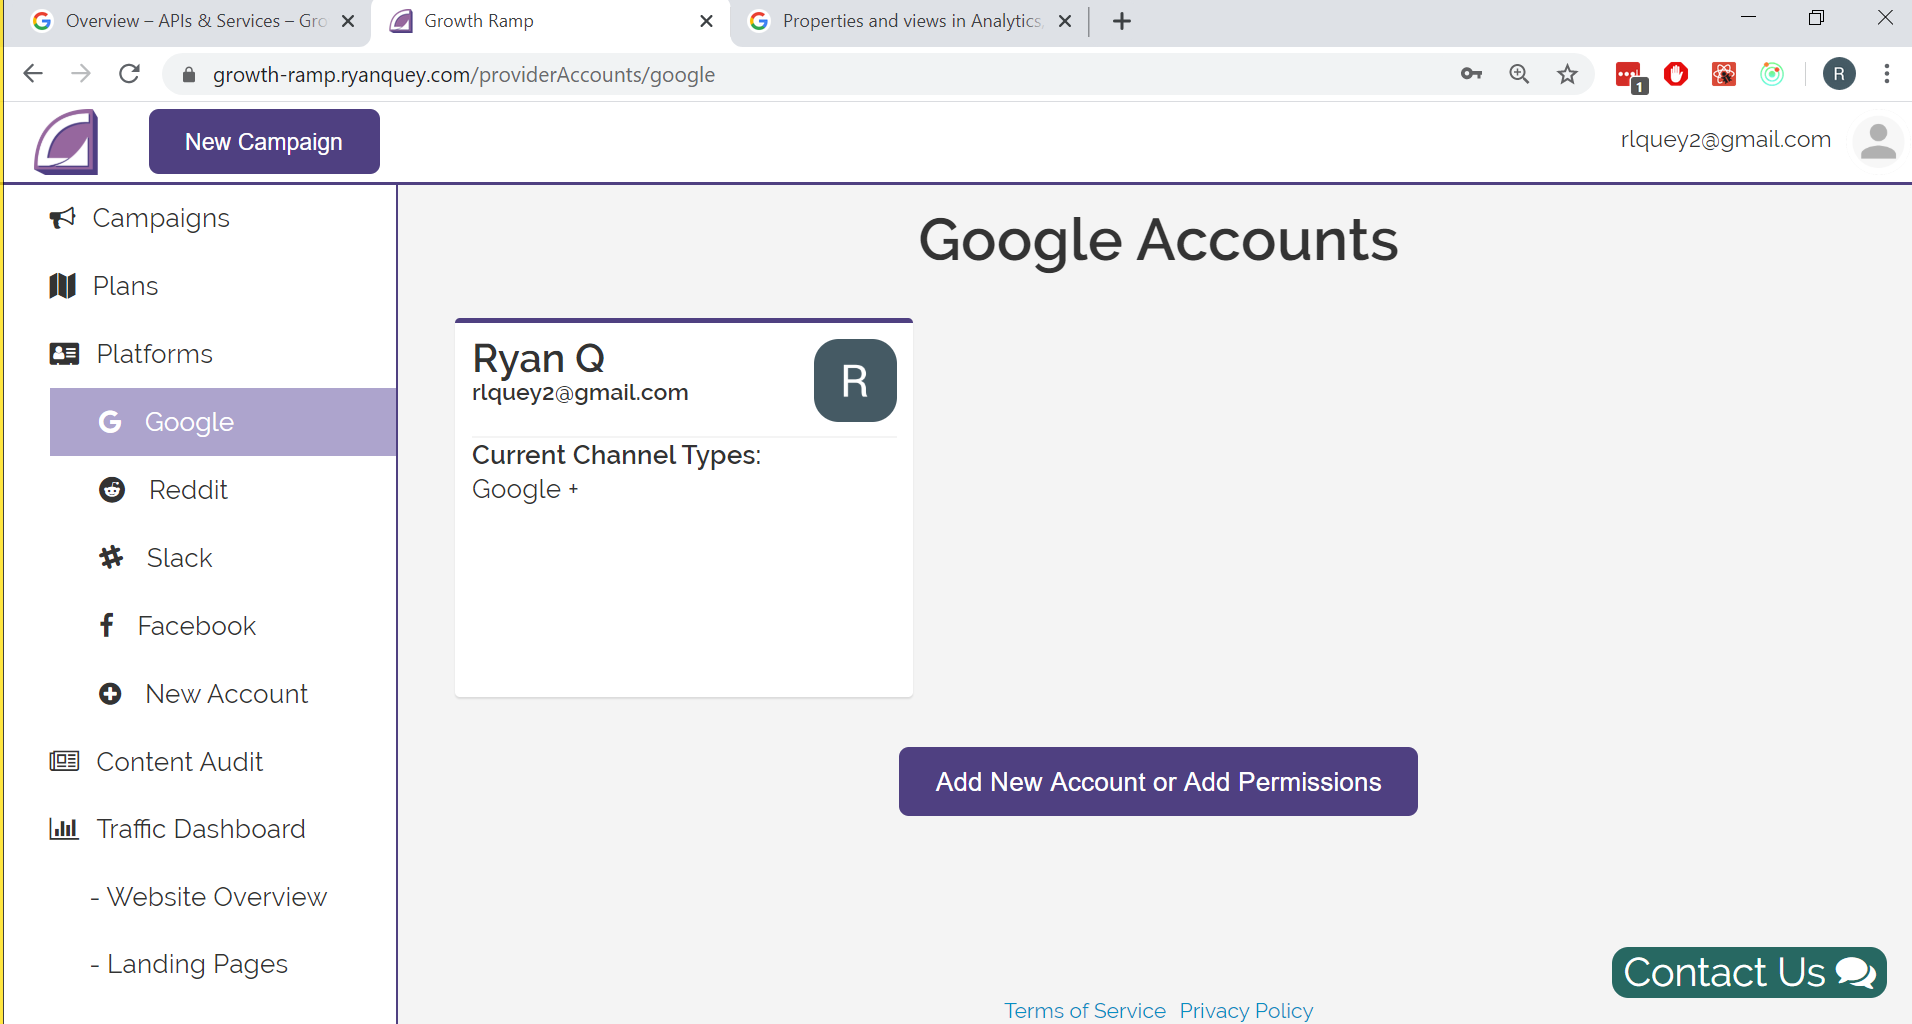 Overview – APIs & Services – Gro
Growth Ramp
Properties and views in Analytics,
growth-ramp.ryanquey.com/providerAccounts/google
1
R
New Campaign
rlquey2@gmail.com
Campaigns
Plans
Platforms
Google
Reddit
Slack
Facebook
New Account
Content Audit
Traffic Dashboard
- Website Overview
- Landing Pages
Google Accounts
Ryan Q
rlquey2@gmail.com
R
Current Channel Types:
Google +
Add New Account or Add Permissions
Contact Us
Terms of Service Privacy Policy